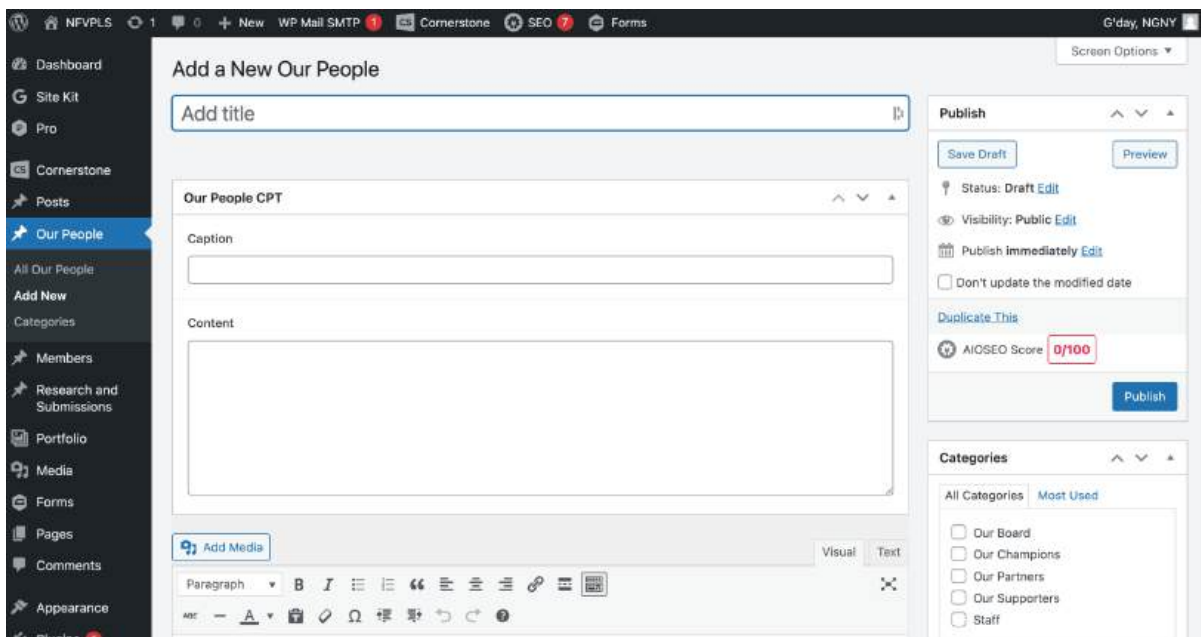 NFVPLS 1 0 + New WP Mail SMTP 1 CS Cornerstone SEO 7 Forms G'day, NGNY
Screen Options
Dashboard
Site Kit
Pro
CS Cornerstone
Posts
Our People
All Our People
Add New
Categories
Members
Research and
Submissions
Portfolio
Media
Forms
Pages
Comments
Appearance
Add a New Our People
Add title
Our People CPT
Caption
Content
Add Media
Visual Text
Paragraph B I
ABC A Ω
Publish
Save Draft Preview
Status: Draft Edit
Visibility: Public Edit
Publish immediately Edit
Don't update the modified date
Duplicate This
AIOSEO Score 0/100
Publish
Categories
All Categories Most Used
Our Board
Our Champions
Our Partners
Our Supporters
Staff